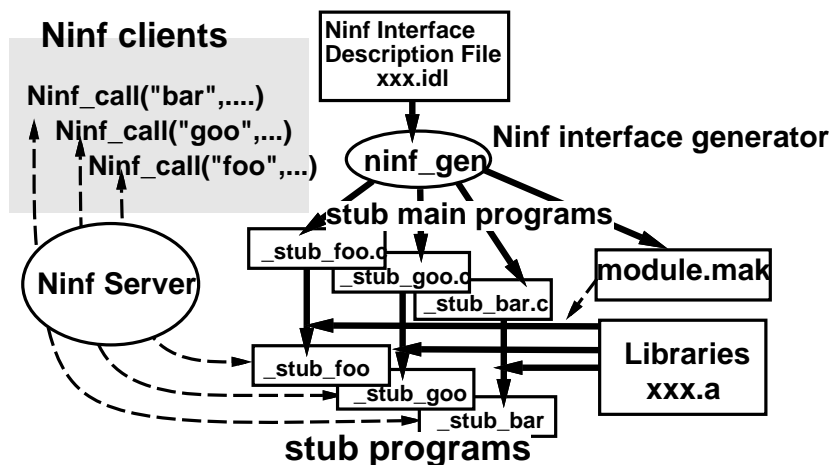 Ninf clients
Ninf Interface
Description File
xxx.idl
Ninf_call("bar",....)
Ninf_call("goo",...)
Ninf_call("foo",...)
Ninf interface generator
ninf_gen
stub main programs
_stub_foo.c
_stub_goo.c
_stub_bar.c
module.mak
Ninf Server
Libraries
xxx.a
_stub_foo
_stub_goo
_stub_bar
stub programs